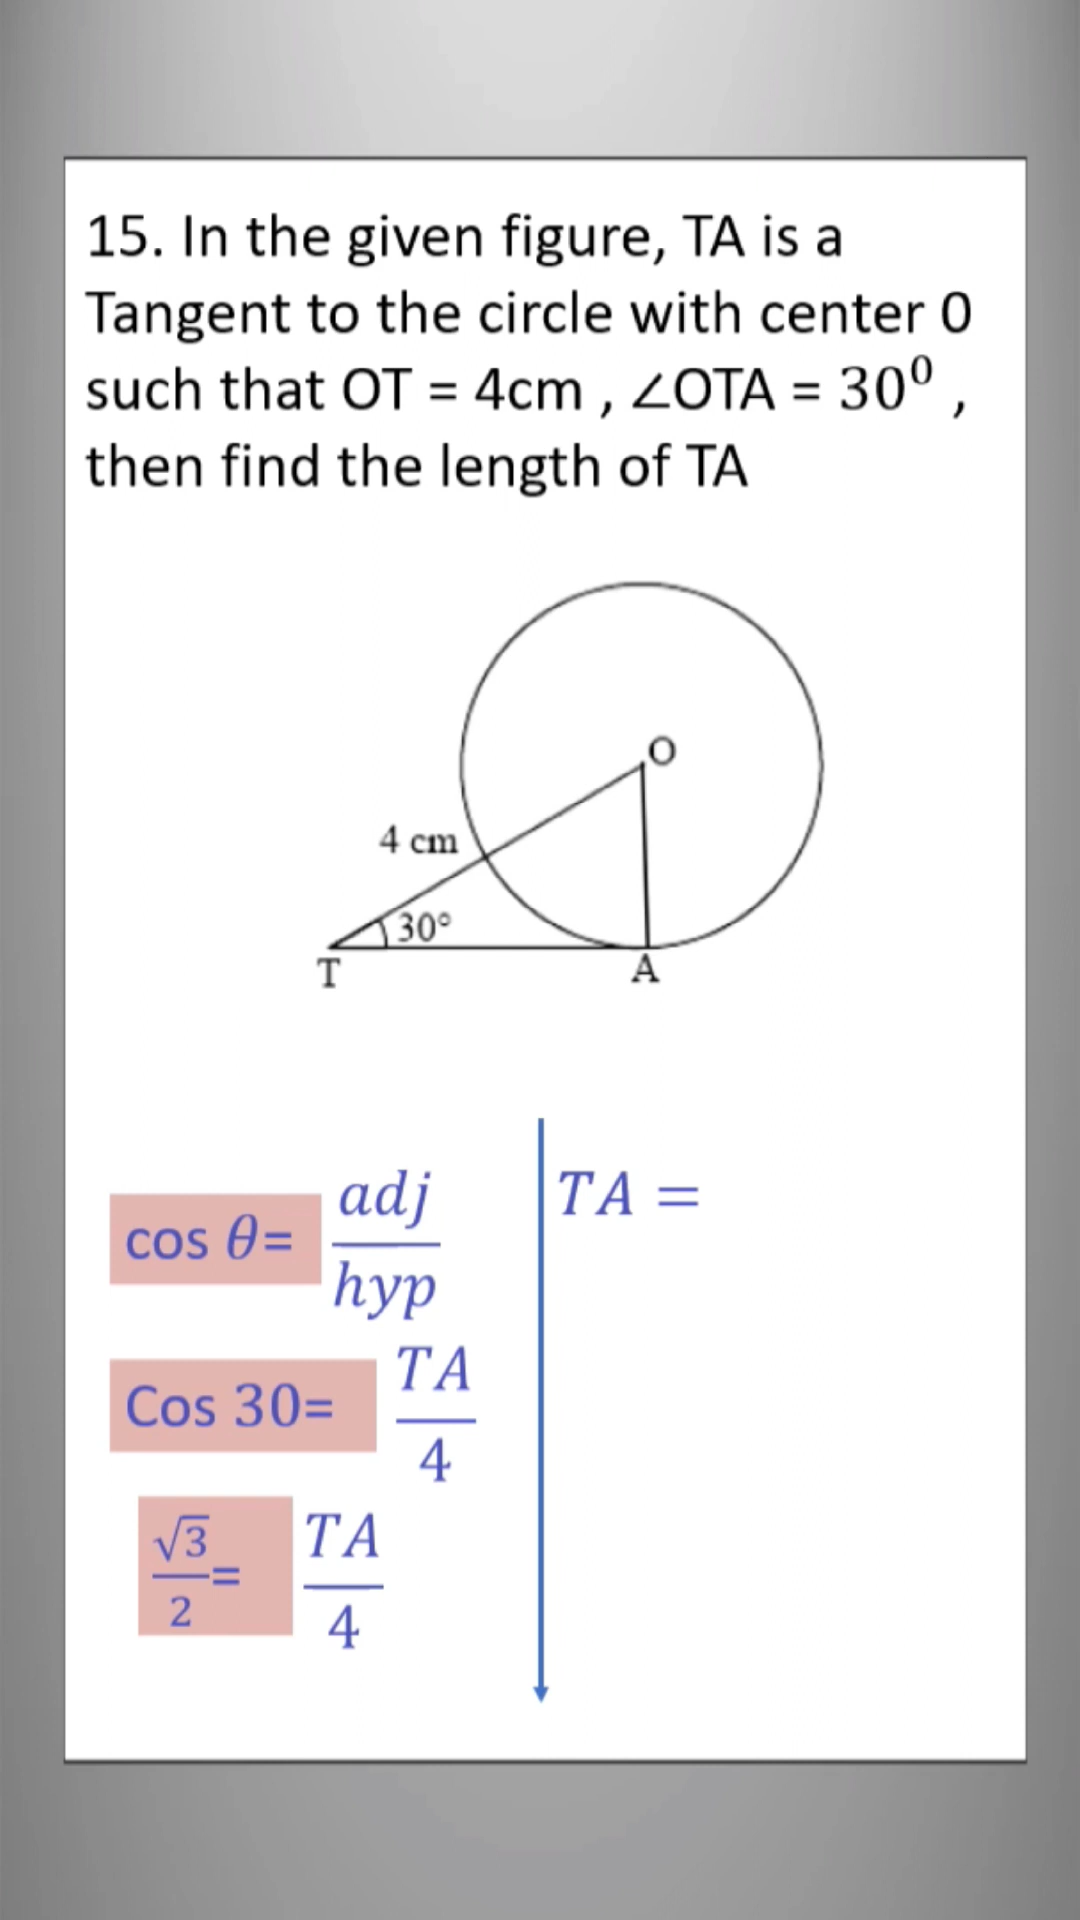 15. In the given figure, TA is a
Tangent to the circle with center 0
such that OT = 4cm , ∠OTA = 30⁰ ,
then find the length of TA
O
4 cm
30°
T
A
cos θ= adj/hyp
Cos 30= TA/4
√3/2= TA/4
TA =